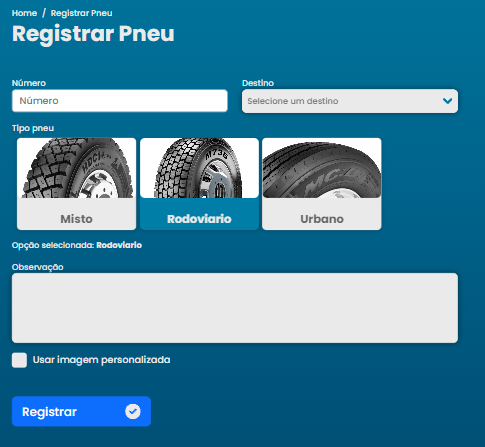 Home / Registrar Pneu
Registrar Pneu
Número
Destino
Número
Selecione um destino
Tipo pneu
Misto
Rodoviario
Urbano
Opção selecionada: Rodoviario
Observação
Usar imagem personalizada
Registrar